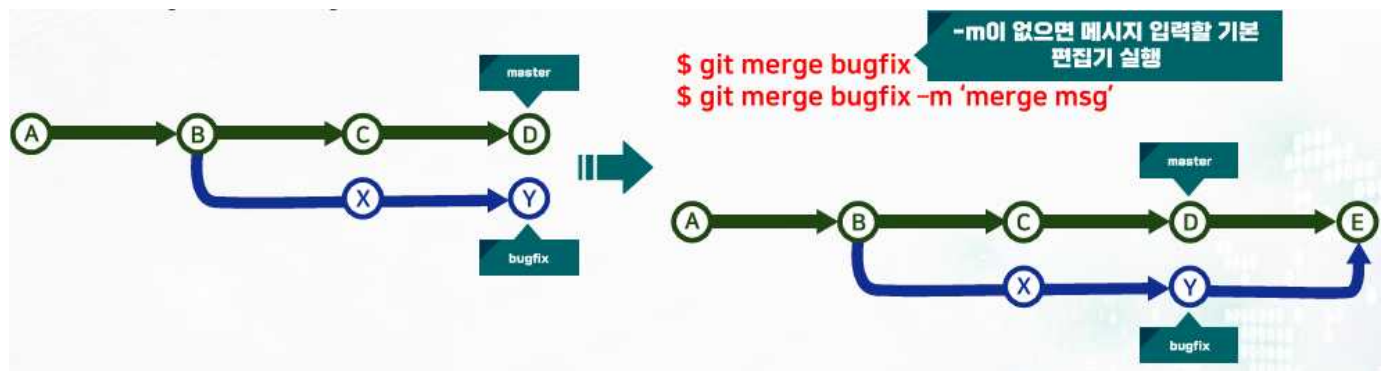 master
A
B
C
D
X
Y
bugfix
$ git merge bugfix
-m이 없으면 메시지 입력할 기본
편집기 실행
$ git merge bugfix –m ‘merge msg’
master
A
B
C
D
E
X
Y
bugfix